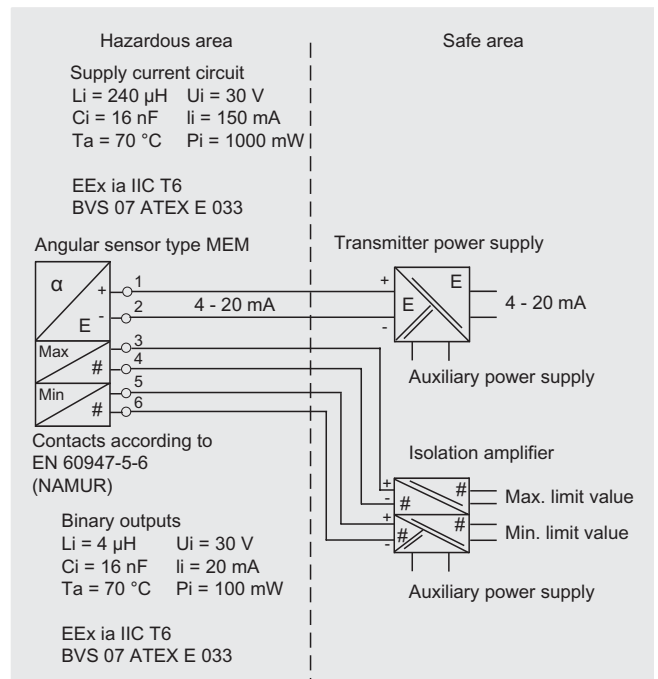 Hazardous area
Safe area
Supply current circuit
Li = 240 µH Ui = 30 V
Ci = 16 nF Ii = 150 mA
Ta = 70 °C Pi = 1000 mW
EEx ia IIC T6
BVS 07 ATEX E 033
Angular sensor type MEM
Transmitter power supply
α + - E
1
2
4 - 20 mA
+
-
E E
4 - 20 mA
Auxiliary power supply
Max #
3
4
Min #
5
6
Contacts according to
EN 60947-5-6
(NAMUR)
Isolation amplifier
+
-
# #
Max. limit value
+
-
# #
Min. limit value
Auxiliary power supply
Binary outputs
Li = 4 µH Ui = 30 V
Ci = 16 nF Ii = 20 mA
Ta = 70 °C Pi = 100 mW
EEx ia IIC T6
BVS 07 ATEX E 033